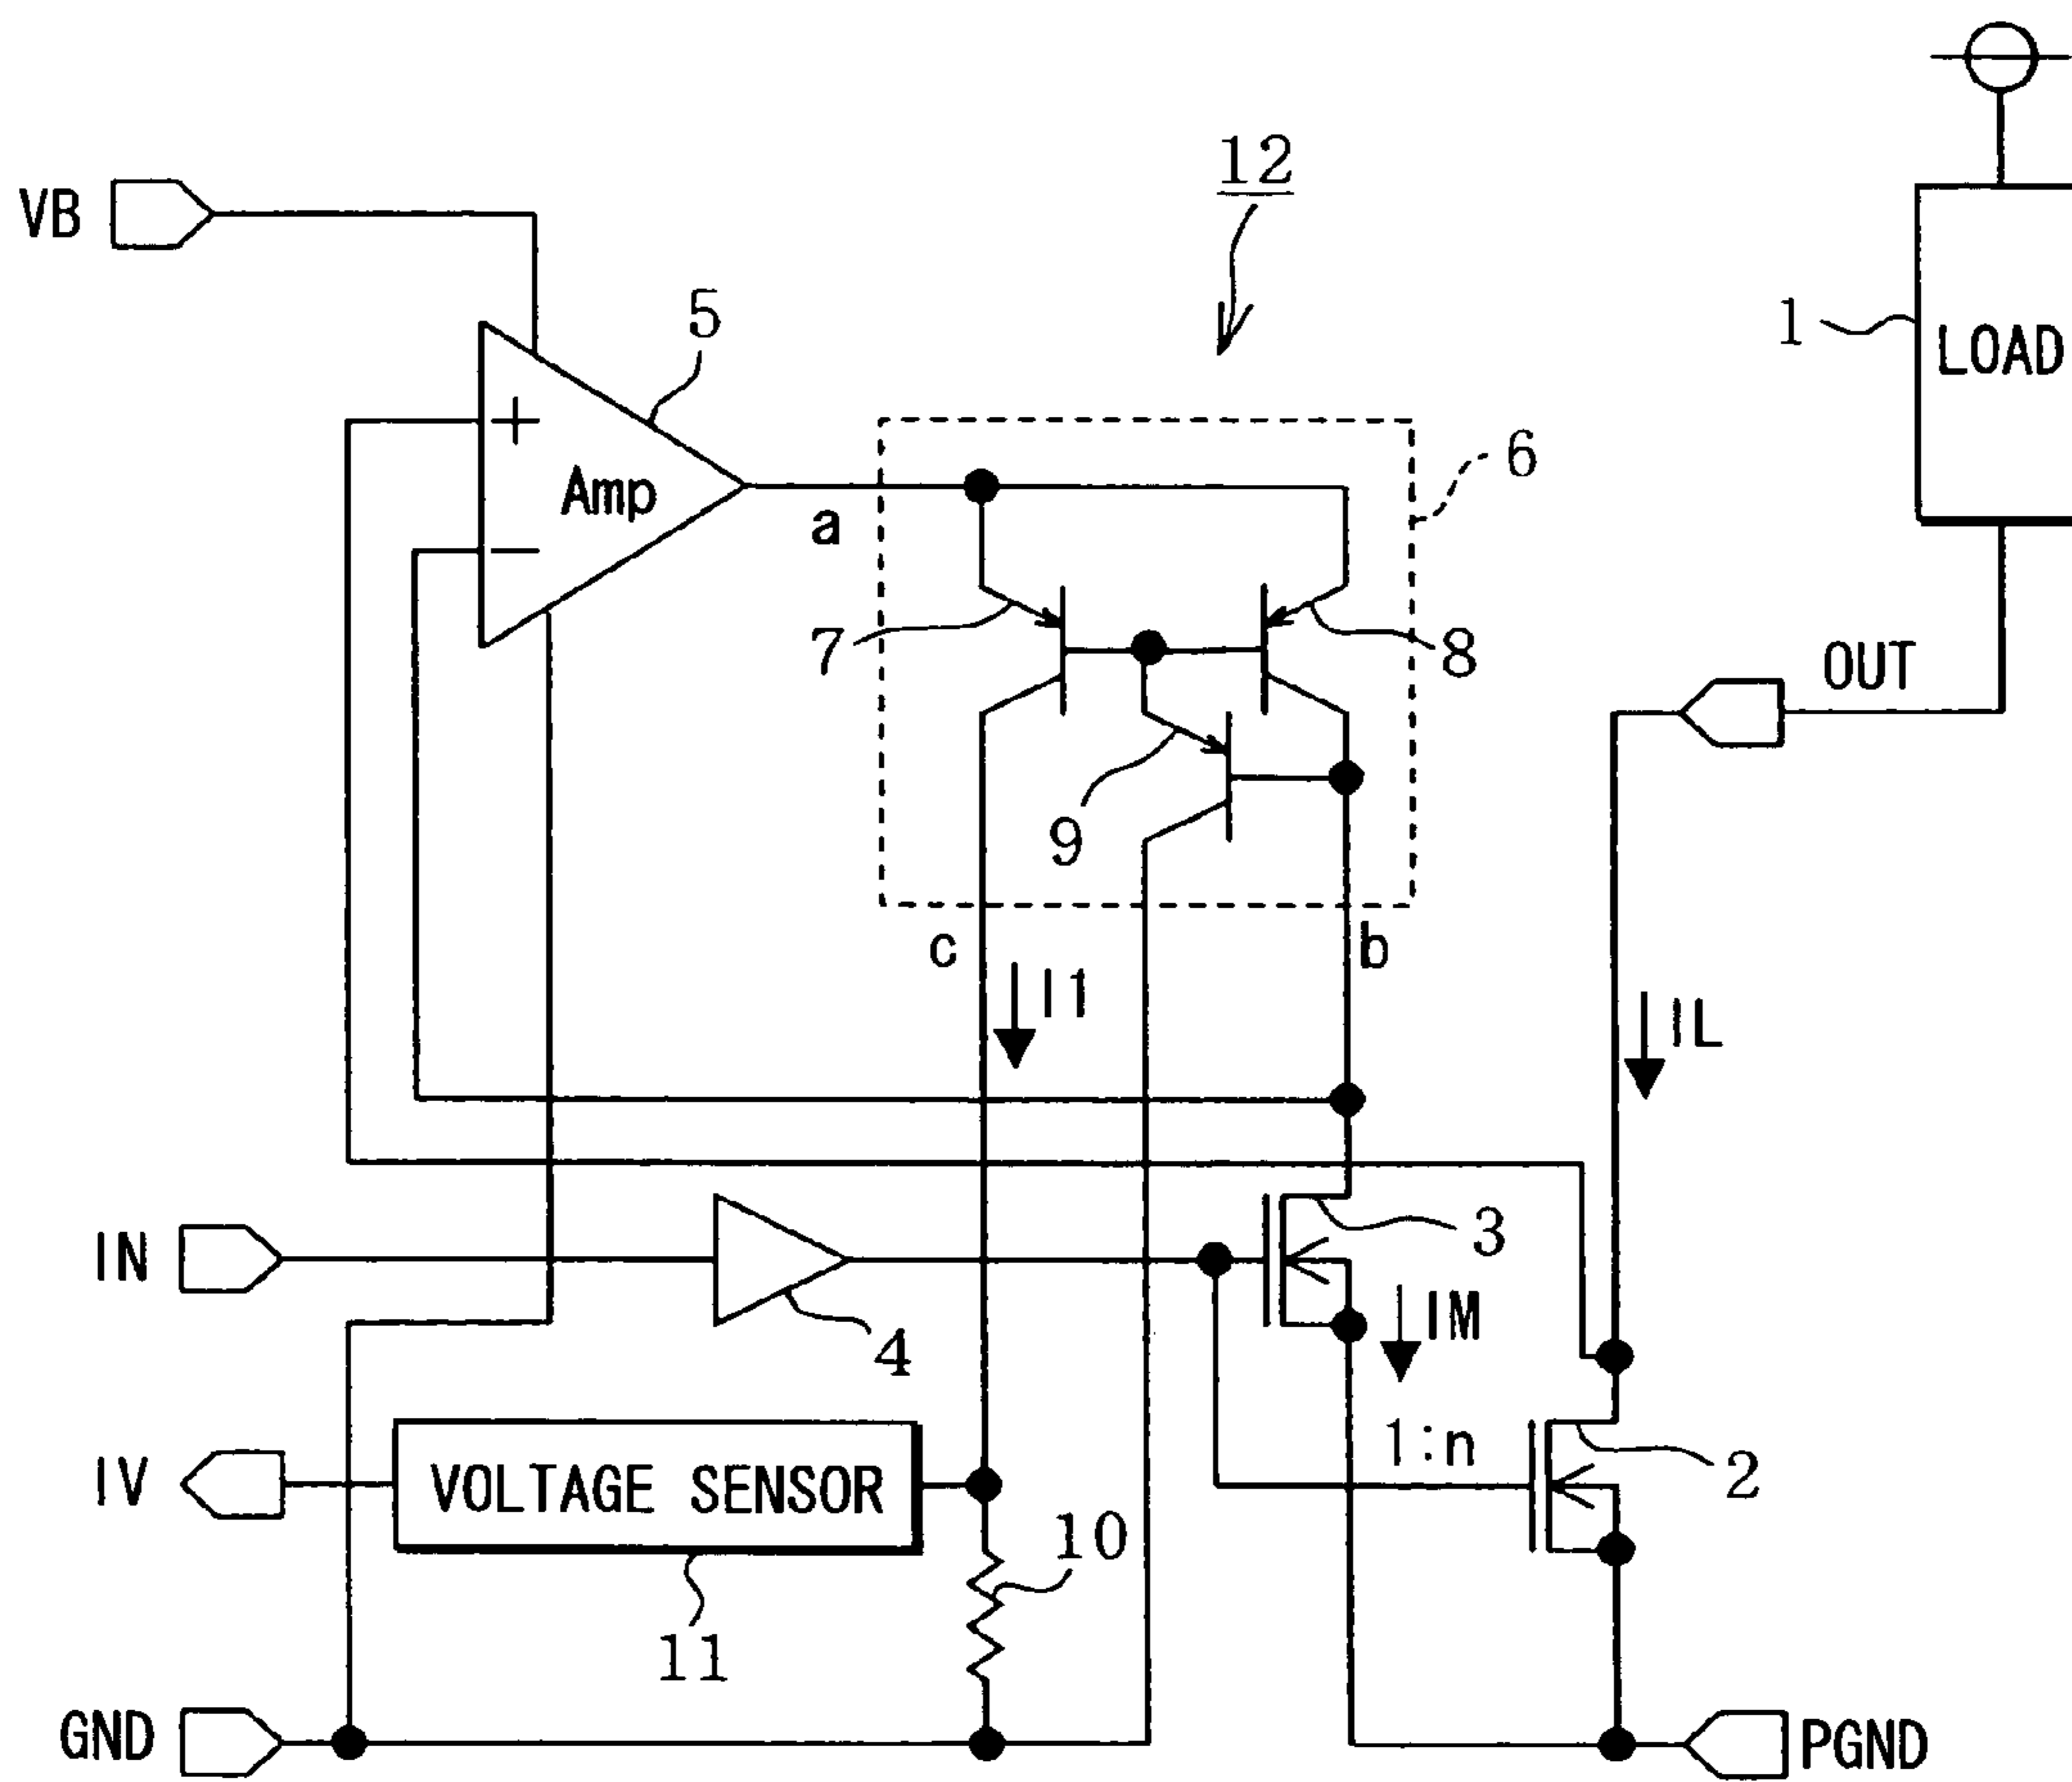 12
VB
5
1
LOAD
+
Amp
6
a
−
7
8
OUT
9
c
b
I1
IL
IN
3
4
IM
1:n
IV
VOLTAGE SENSOR
2
10
11
GND
PGND